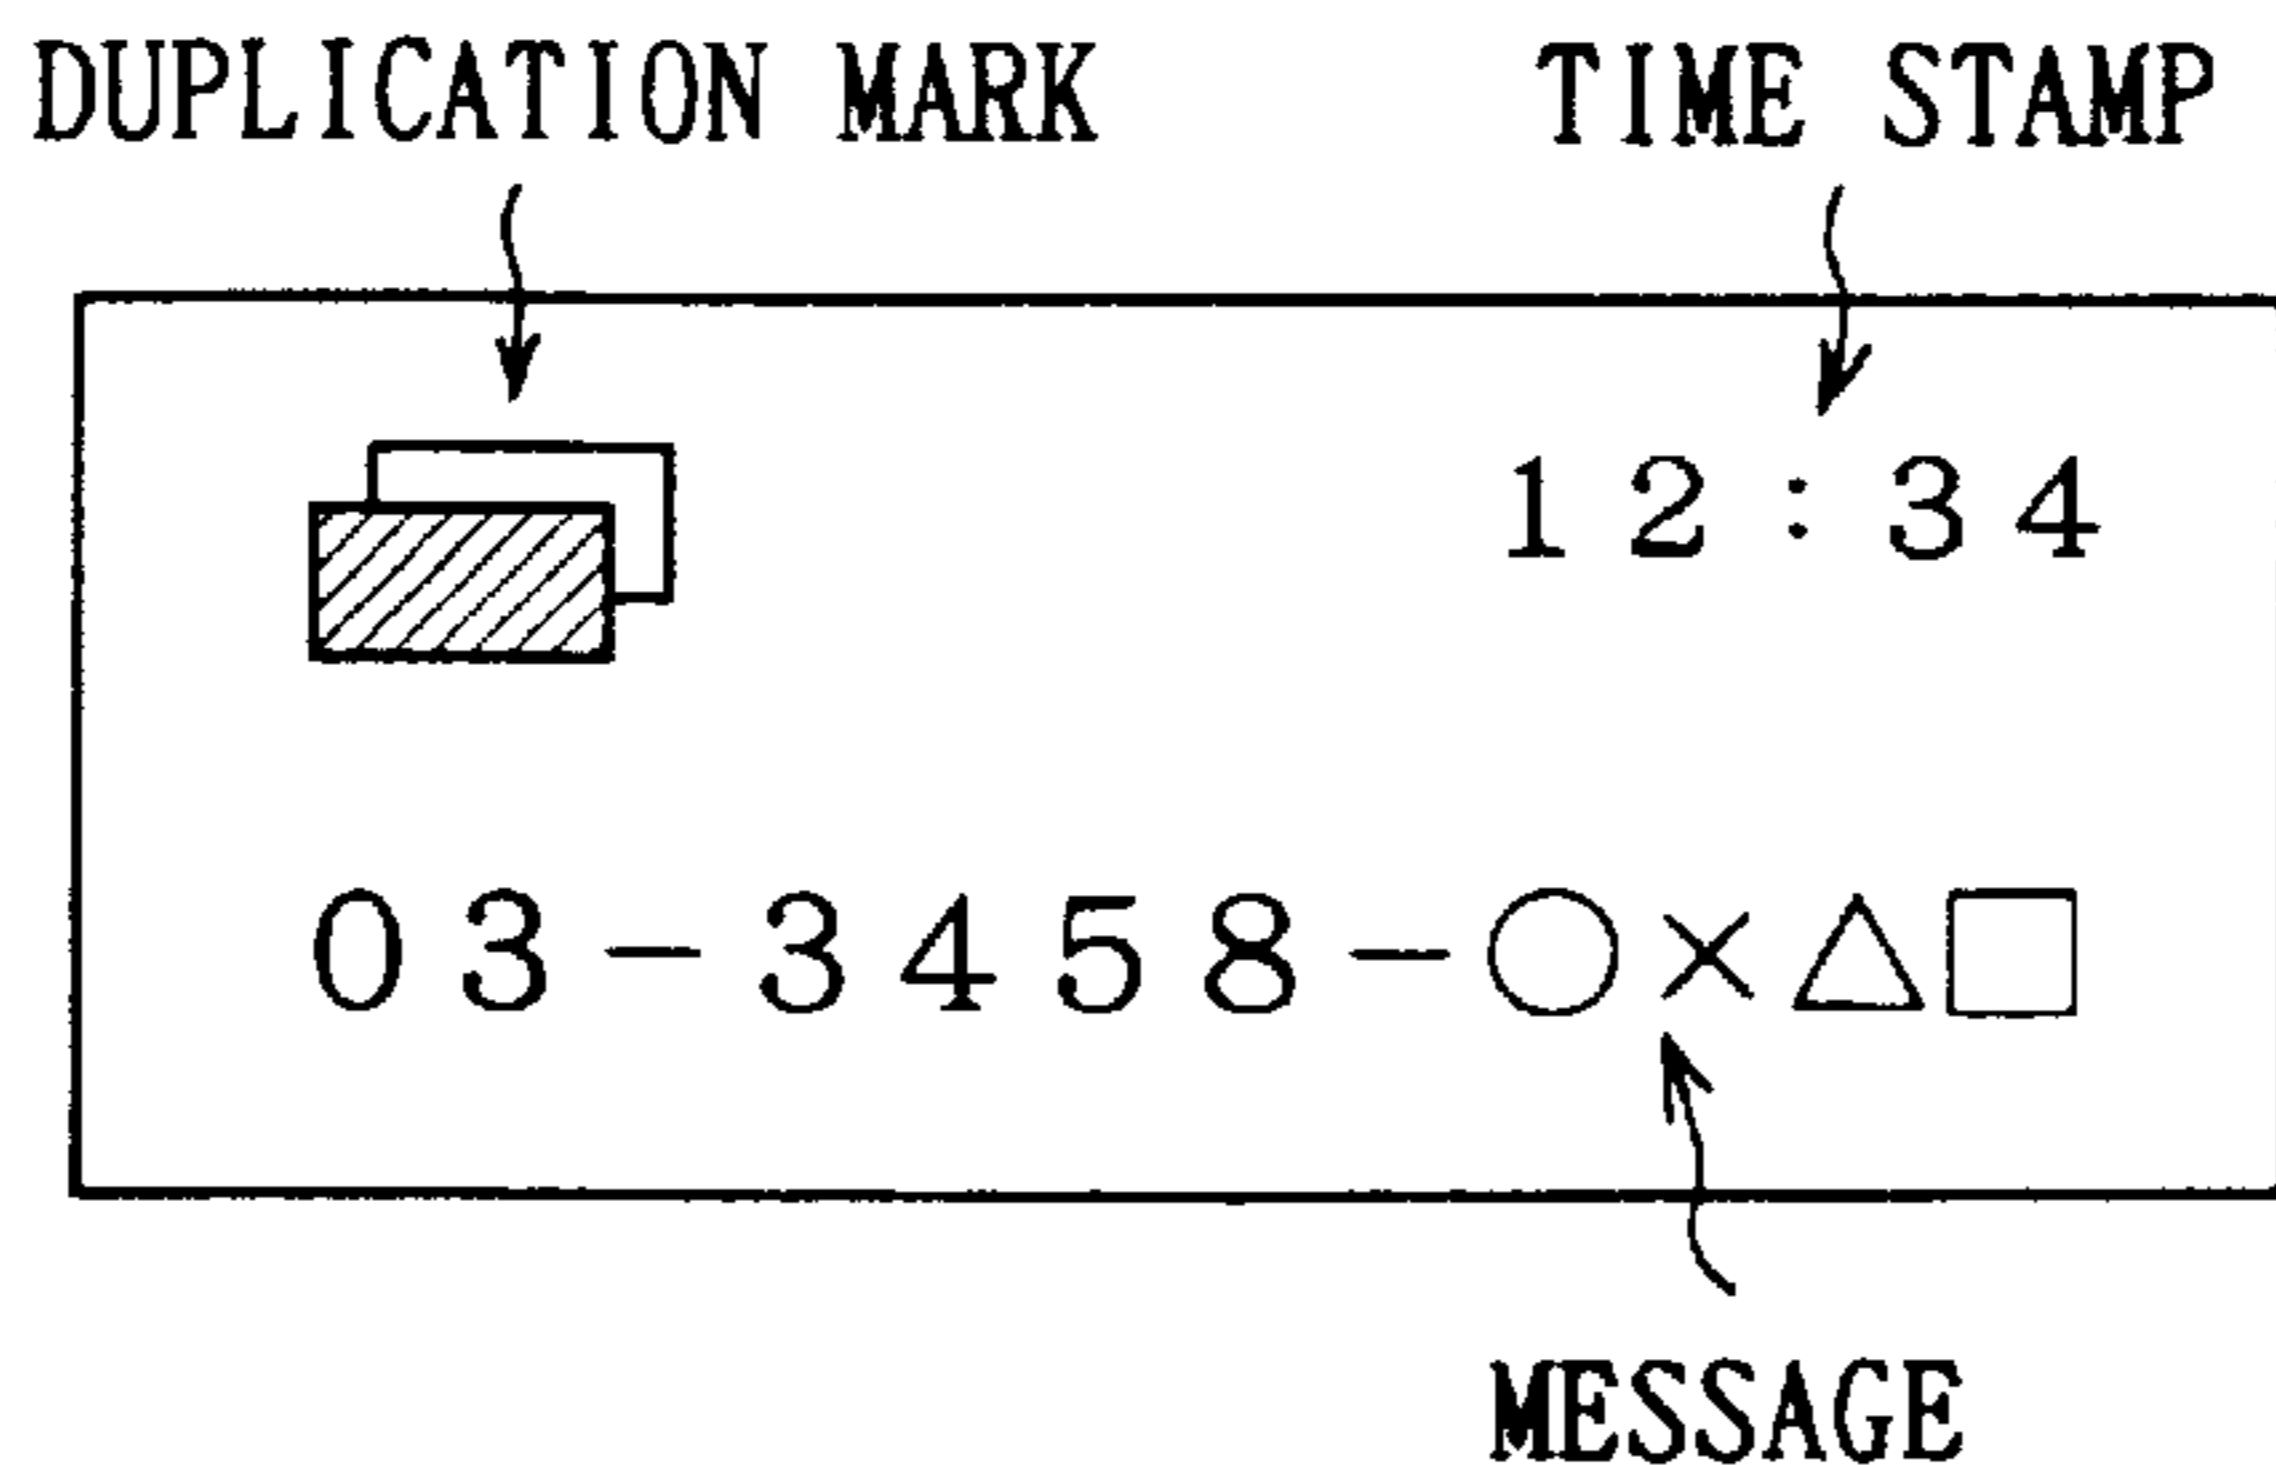 DUPLICATION MARK TIME STAMP
12:34
03-3458-○×△□
MESSAGE